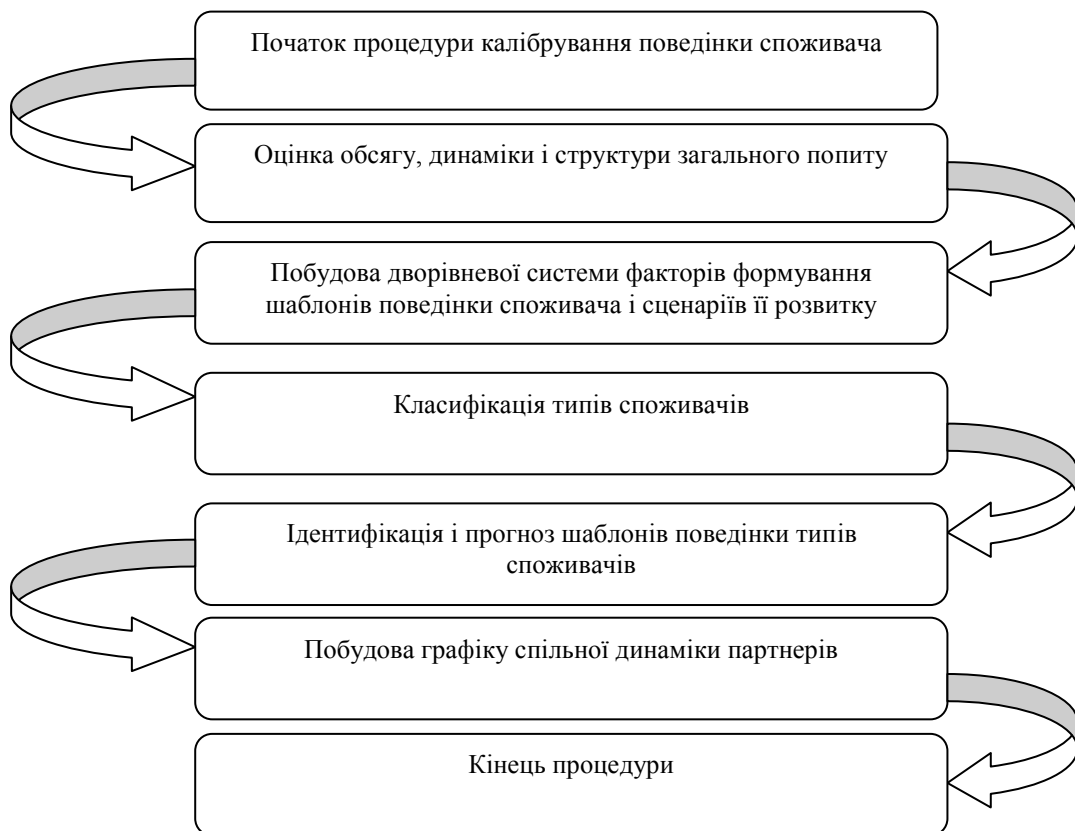 Початок процедури калібрування поведінки споживача
Оцінка обсягу, динаміки і структури загального попиту
Побудова дворівневої системи факторів формування
шаблонів поведінки споживача і сценаріїв її розвитку
Класифікація типів споживачів
Ідентифікація і прогноз шаблонів поведінки типів
споживачів
Побудова графіку спільної динаміки партнерів
Кінець процедури